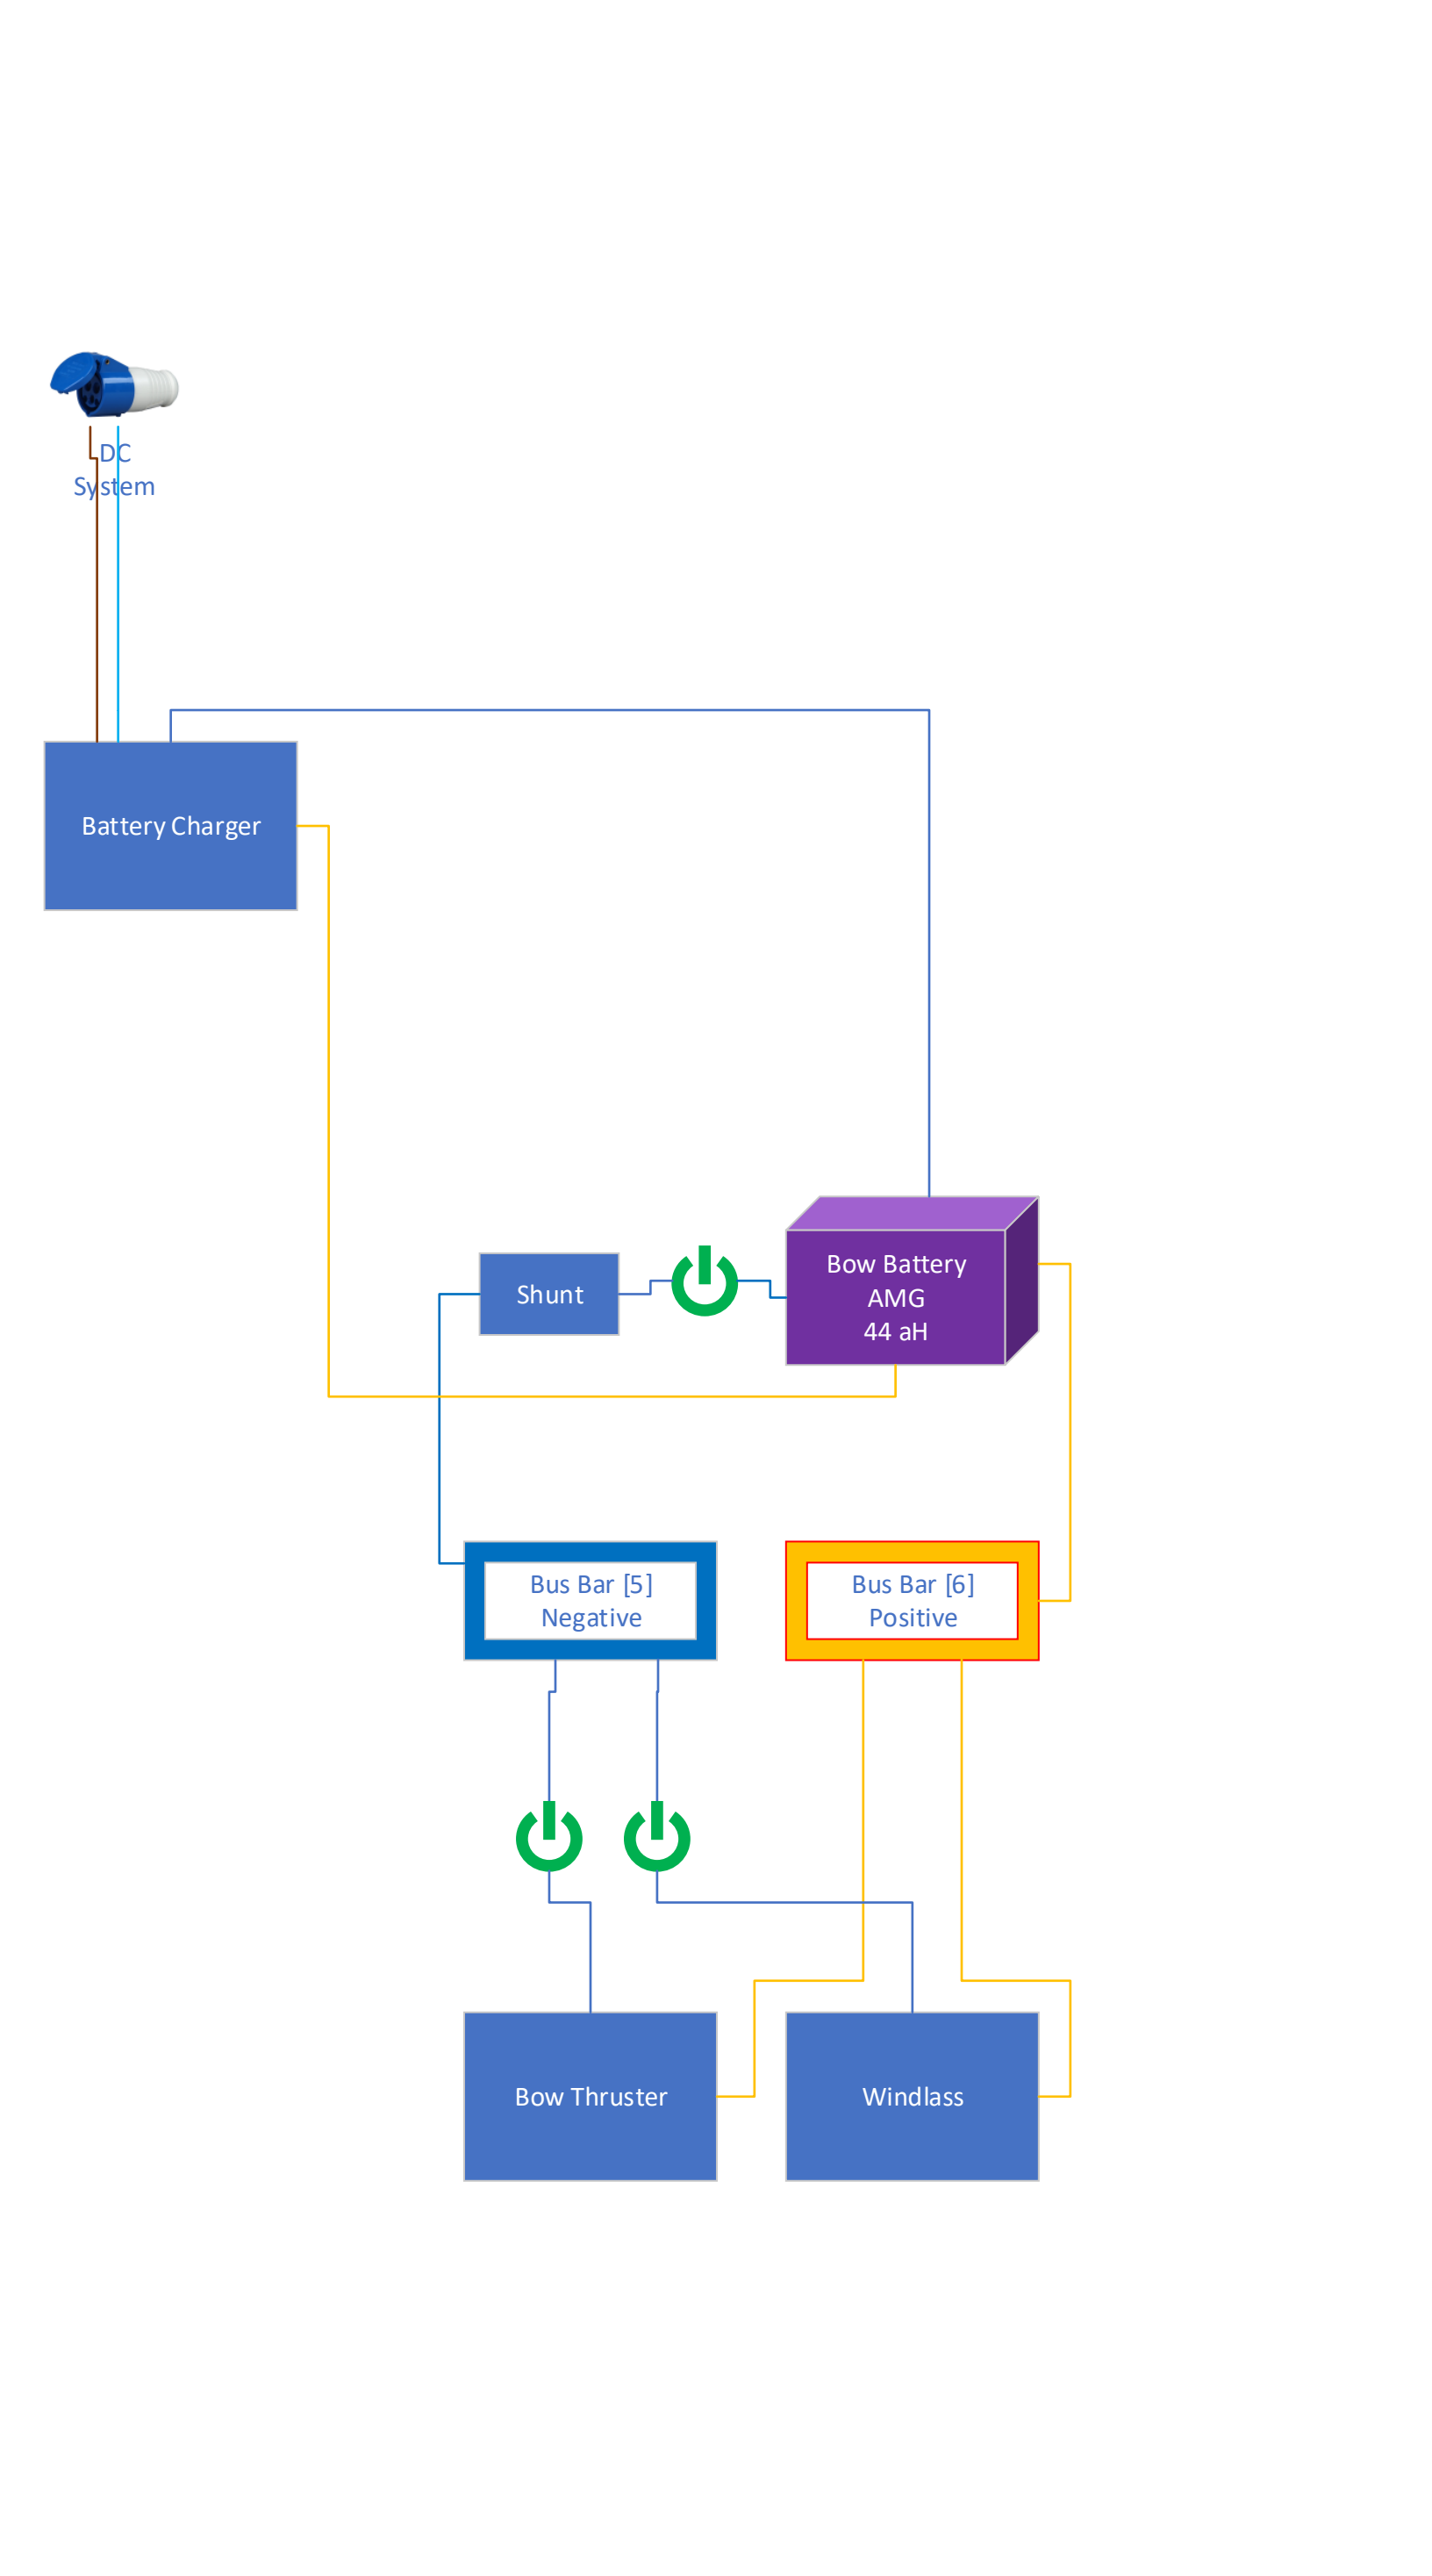 DC
System
Battery Charger
Shunt
Bow Battery
AMG
44 aH
Bus Bar [5]
Negative
Bus Bar [6]
Positive
Bow Thruster
Windlass